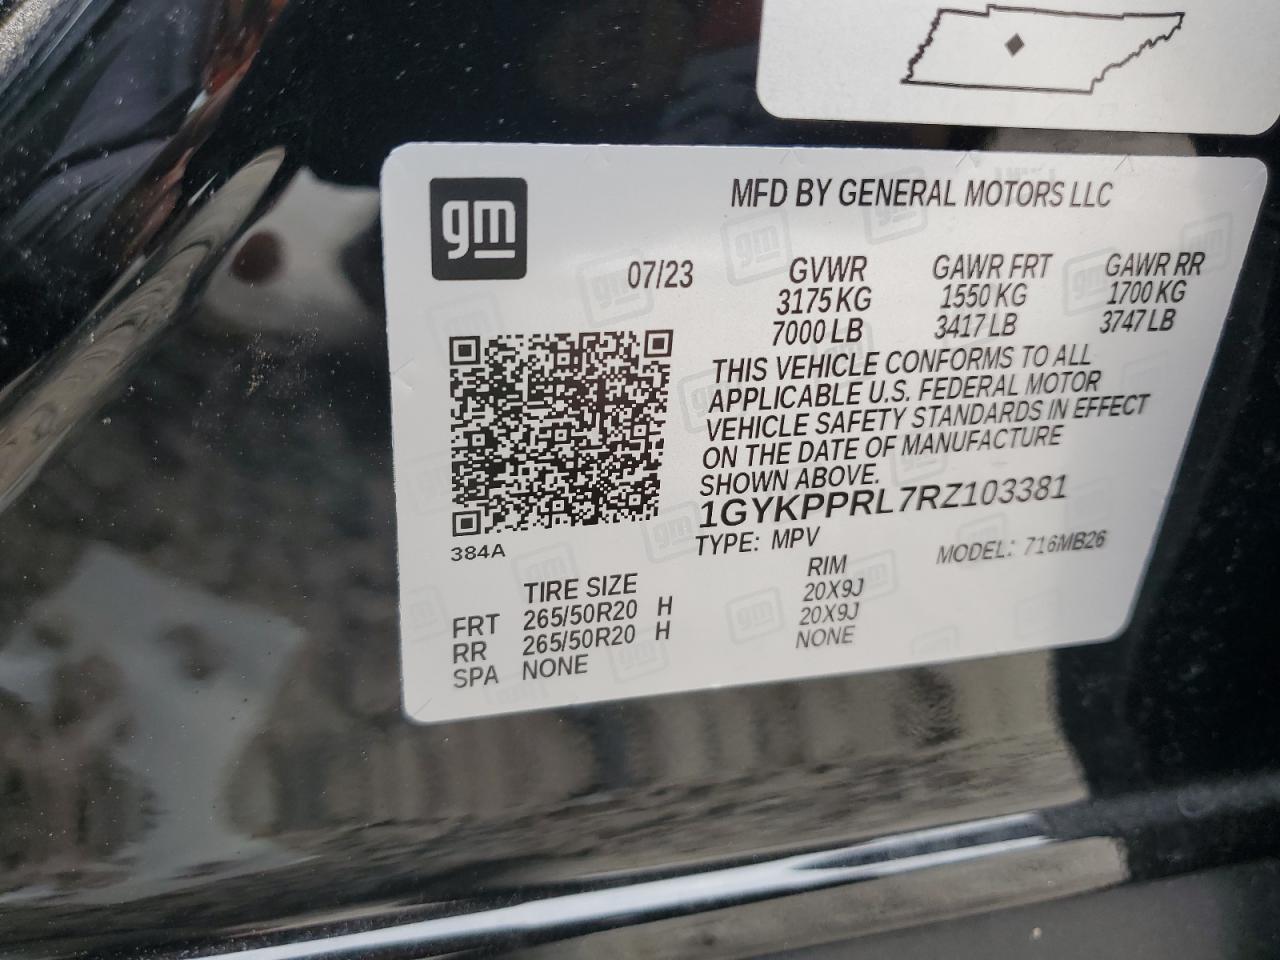 gm
MFD BY GENERAL MOTORS LLC
07/23
GVWR GAWR FRT GAWR RR
3175 KG 1550 KG 1700 KG
7000 LB 3417 LB 3747 LB
THIS VEHICLE CONFORMS TO ALL
APPLICABLE U.S. FEDERAL MOTOR
VEHICLE SAFETY STANDARDS IN EFFECT
ON THE DATE OF MANUFACTURE
SHOWN ABOVE.
1GYKPPRL7RZ103381
TYPE: MPV MODEL: 716MB26
384A
TIRE SIZE RIM
FRT 265/50R20 H 20X9J
RR 265/50R20 H 20X9J
SPA NONE NONE